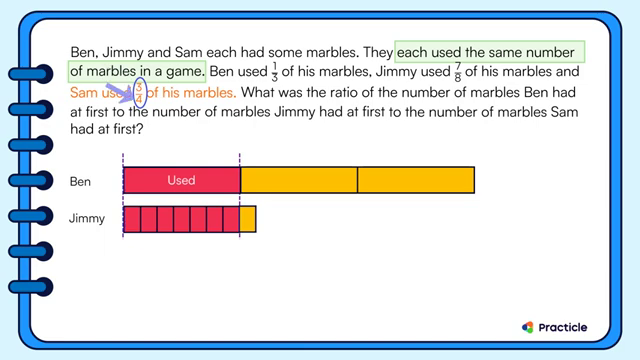 Ben, Jimmy and Sam each had some marbles. They each used the same number
of marbles in a game. Ben used 1/3 of his marbles, Jimmy used 7/8 of his marbles and
Sam used 3/4 of his marbles. What was the ratio of the number of marbles Ben had
at first to the number of marbles Jimmy had at first to the number of marbles Sam
had at first?
Ben
Used
Jimmy
Practicle